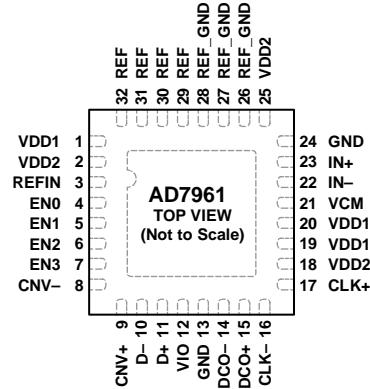 32 REF
31 REF
30 REF
29 REF
28 REF_GND
27 REF_GND
26 REF_GND
25 VDD2
VDD1 1
VDD2 2
REFIN 3
EN0 4
EN1 5
EN2 6
EN3 7
CNV– 8
AD7961
TOP VIEW
(Not to Scale)
24 GND
23 IN+
22 IN–
21 VCM
20 VDD1
19 VDD1
18 VDD2
17 CLK+
CNV+ 9
D– 10
D+ 11
VIO 12
GND 13
DCO– 14
DCO+ 15
CLK– 16